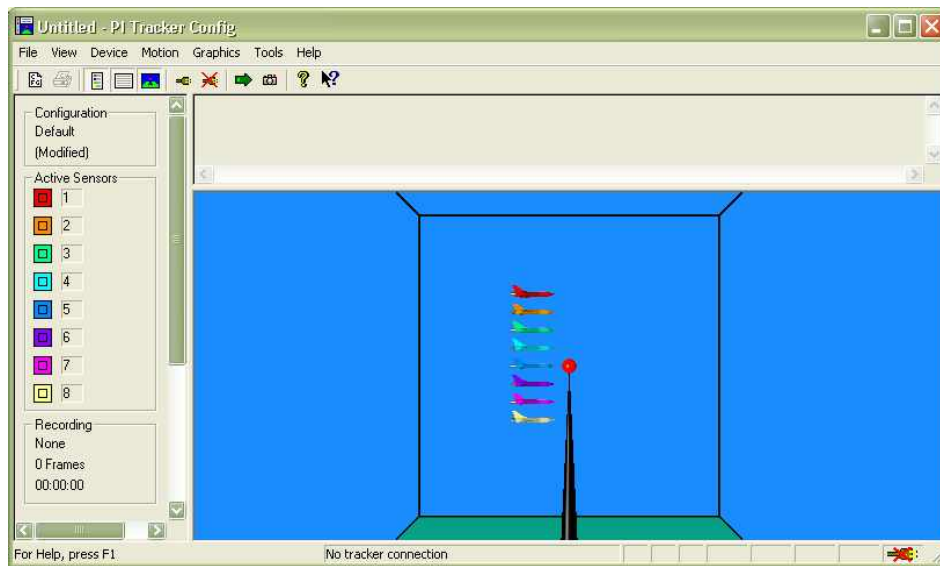 Untitled - PI Tracker Config
File View Device Motion Graphics Tools Help
Configuration
Default
(Modified)
Active Sensors
1
2
3
4
5
6
7
8
Recording
None
0 Frames
00:00:00
For Help, press F1
No tracker connection